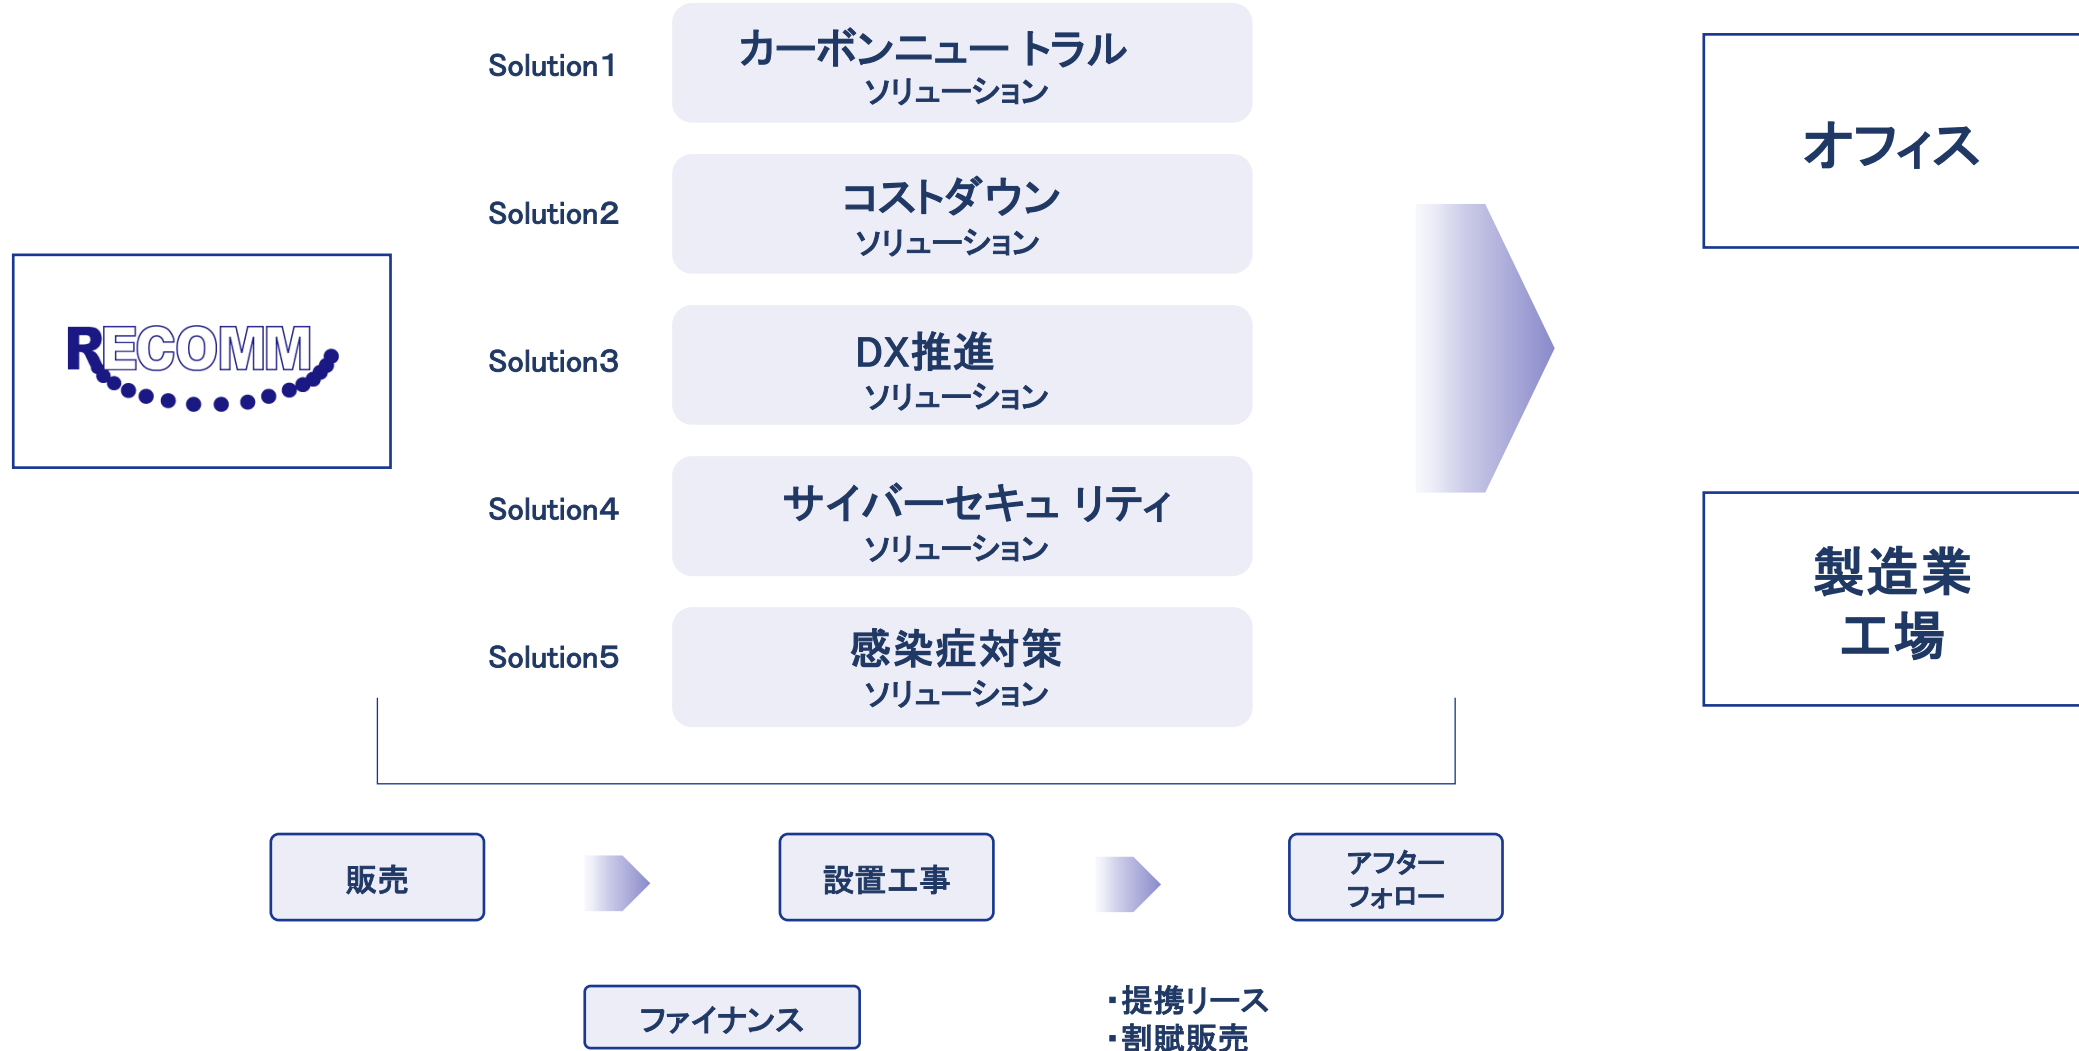 RECOMM
Solution1
カーボンニュートラル
ソリューション
Solution2
コストダウン
ソリューション
Solution3
DX推進
ソリューション
Solution4
サイバーセキュリティ
ソリューション
Solution5
感染症対策
ソリューション
オフィス
製造業
工場
販売
設置工事
アフター
フォロー
ファイナンス
・提携リース
・割賦販売